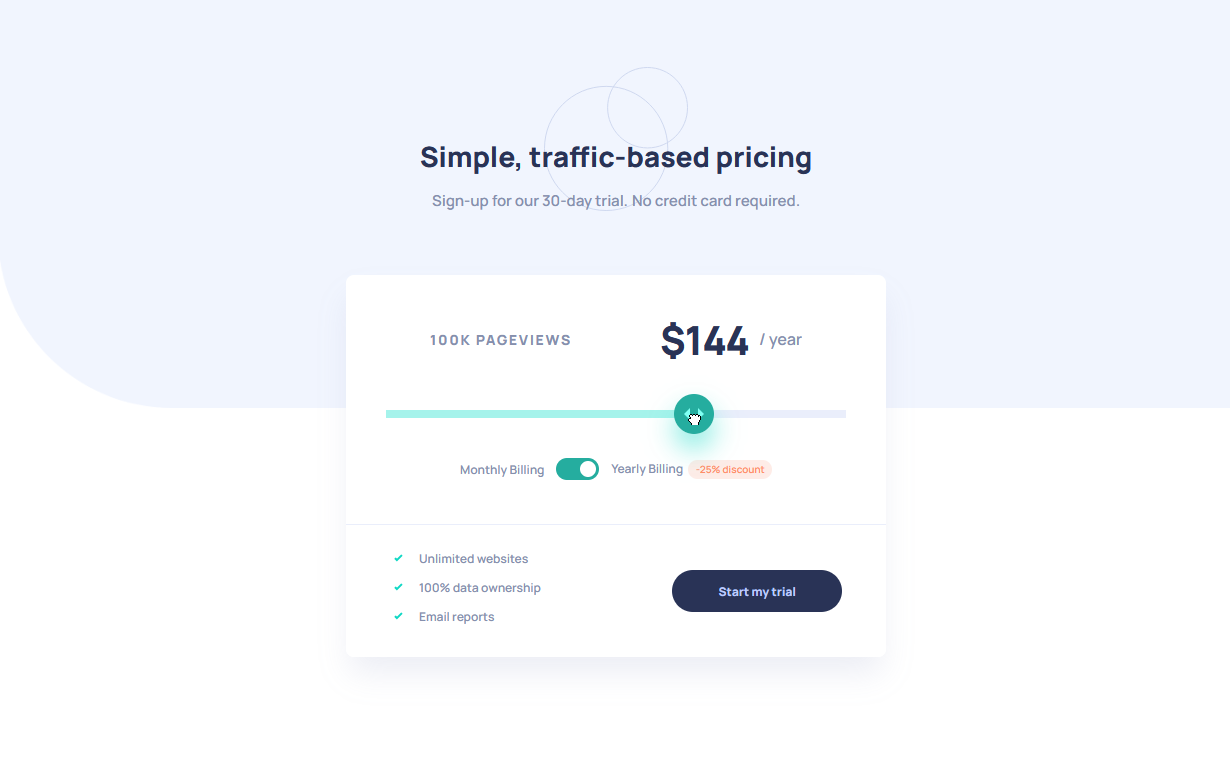 Simple, traffic-based pricing
Sign-up for our 30-day trial. No credit card required.
100K PAGEVIEWS
$144 / year
Monthly Billing
Yearly Billing -25% discount
Unlimited websites
100% data ownership
Email reports
Start my trial